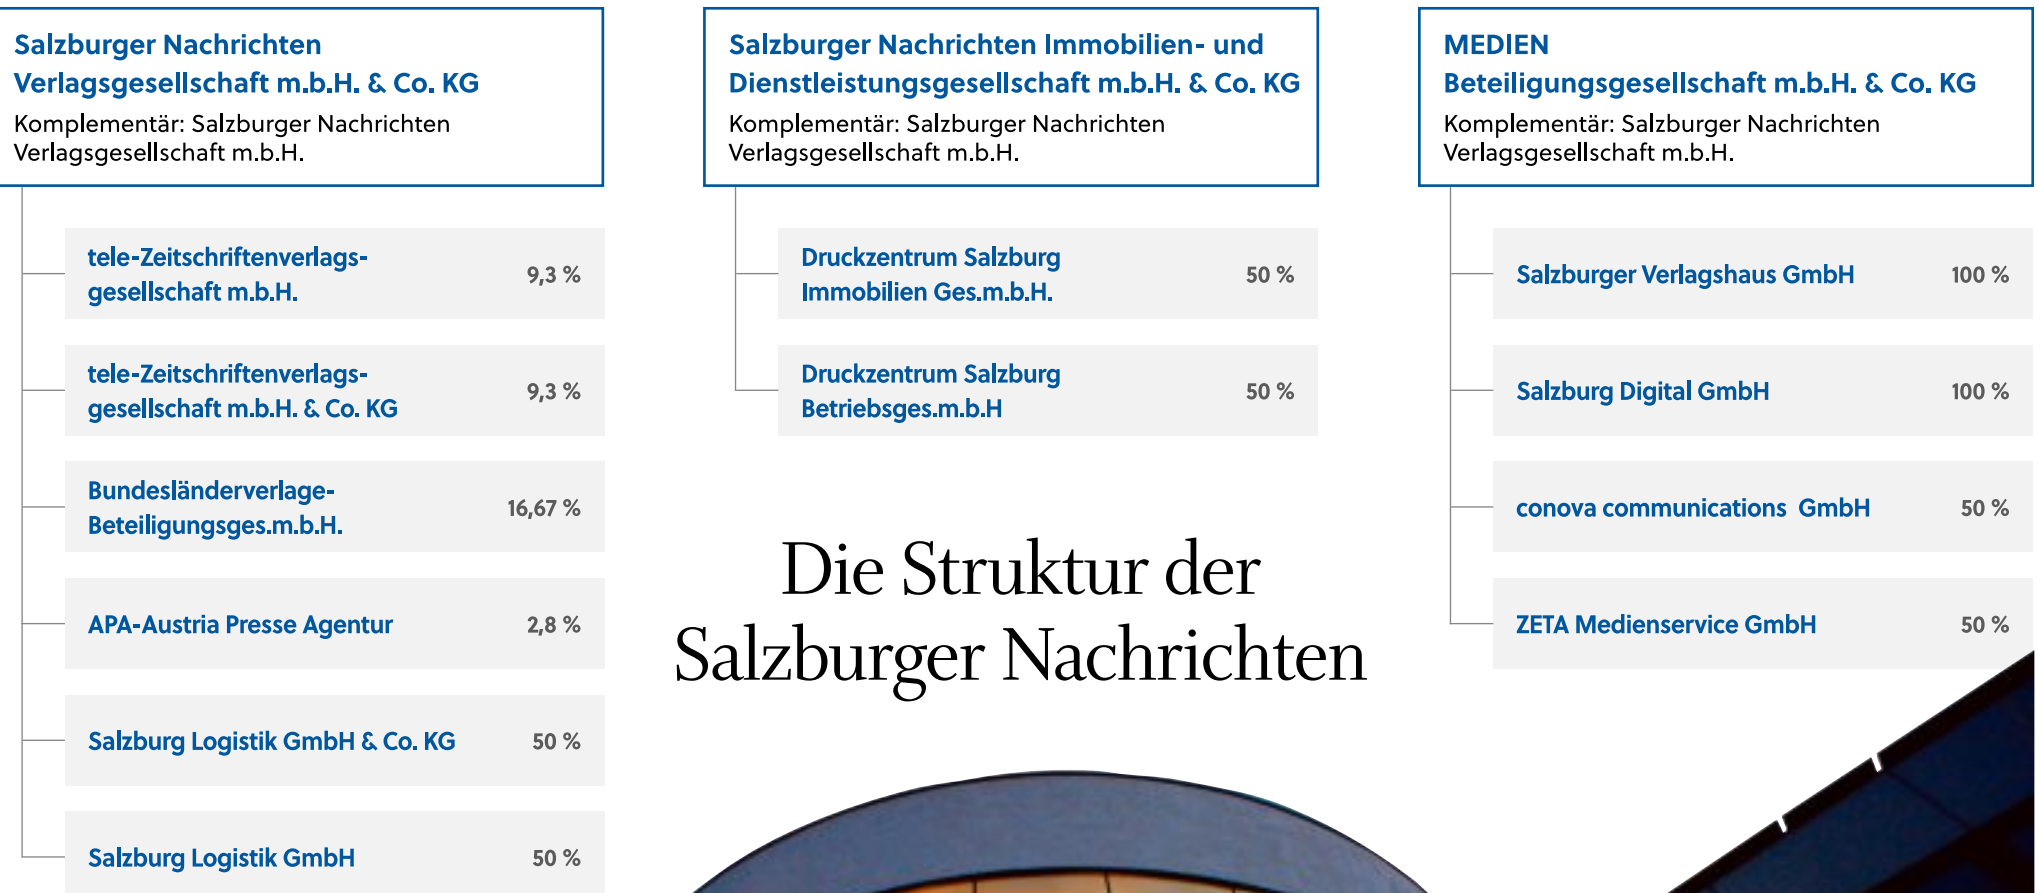 Salzburger Nachrichten
Verlagsgesellschaft m.b.H. & Co. KG
Komplementär: Salzburger Nachrichten
Verlagsgesellschaft m.b.H.
tele-Zeitschriftenverlags-
gesellschaft m.b.H.
9,3 %
tele-Zeitschriftenverlags-
gesellschaft m.b.H. & Co. KG
9,3 %
Bundesländerverlage-
Beteiligungsges.m.b.H.
16,67 %
APA-Austria Presse Agentur
2,8 %
Salzburg Logistik GmbH & Co. KG
50 %
Salzburg Logistik GmbH
50 %
Salzburger Nachrichten Immobilien- und
Dienstleistungsgesellschaft m.b.H. & Co. KG
Komplementär: Salzburger Nachrichten
Verlagsgesellschaft m.b.H.
Druckzentrum Salzburg
Immobilien Ges.m.b.H.
50 %
Druckzentrum Salzburg
Betriebsges.m.b.H
50 %
Die Struktur der
Salzburger Nachrichten
MEDIEN
Beteiligungsgesellschaft m.b.H. & Co. KG
Komplementär: Salzburger Nachrichten
Verlagsgesellschaft m.b.H.
Salzburger Verlagshaus GmbH
100 %
Salzburg Digital GmbH
100 %
conova communications GmbH
50 %
ZETA Medienservice GmbH
50 %